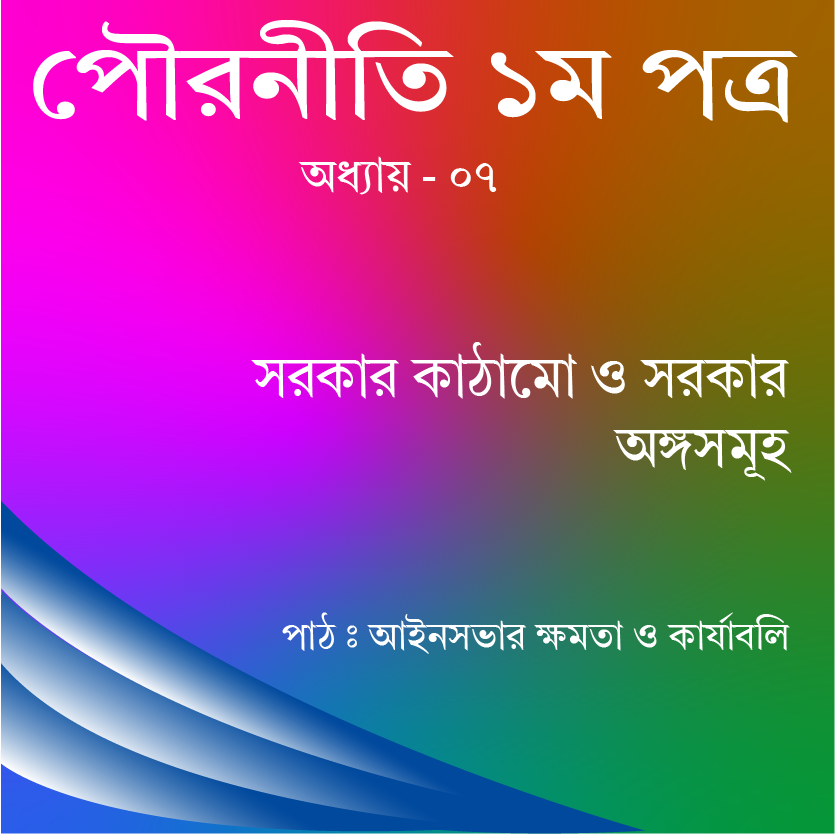 পৌরনীতি ১ম পত্র
অধ্যায় - ০৭
সরকার কাঠামো ও সরকার
অঙ্গসমূহ
পাঠ ঃ আইনসভার ক্ষমতা ও কার্যাবলি